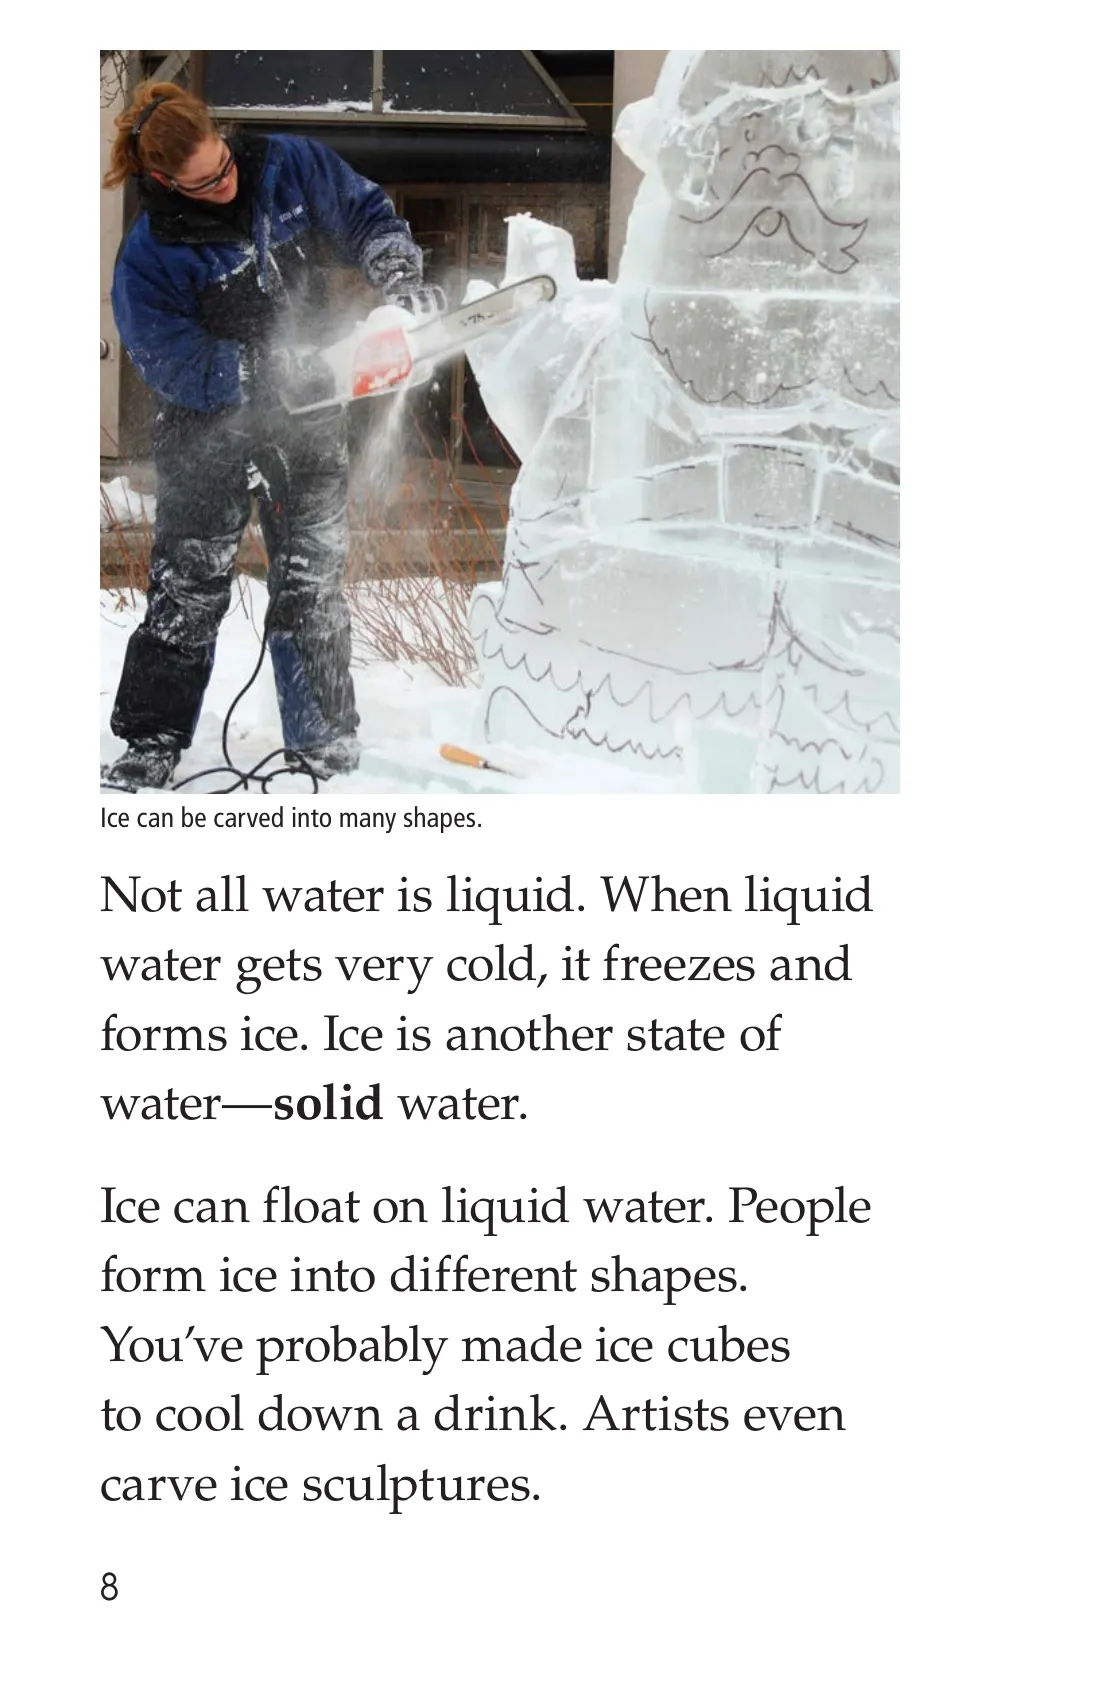 Ice can be carved into many shapes.
Not all water is liquid. When liquid
water gets very cold, it freezes and
forms ice. Ice is another state of
water—solid water.
Ice can float on liquid water. People
form ice into different shapes.
You’ve probably made ice cubes
to cool down a drink. Artists even
carve ice sculptures.
8